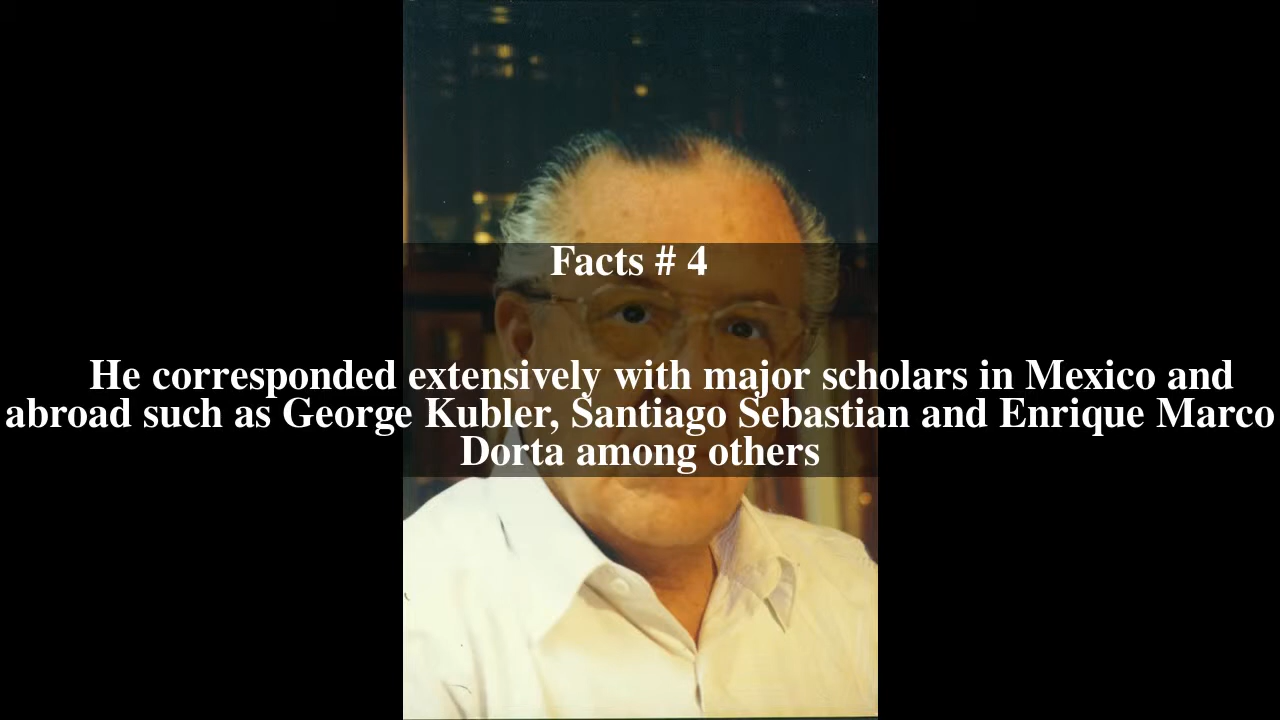 Facts # 4
He corresponded extensively with major scholars in Mexico and
abroad such as George Kubler, Santiago Sebastian and Enrique Marco
Dorta among others